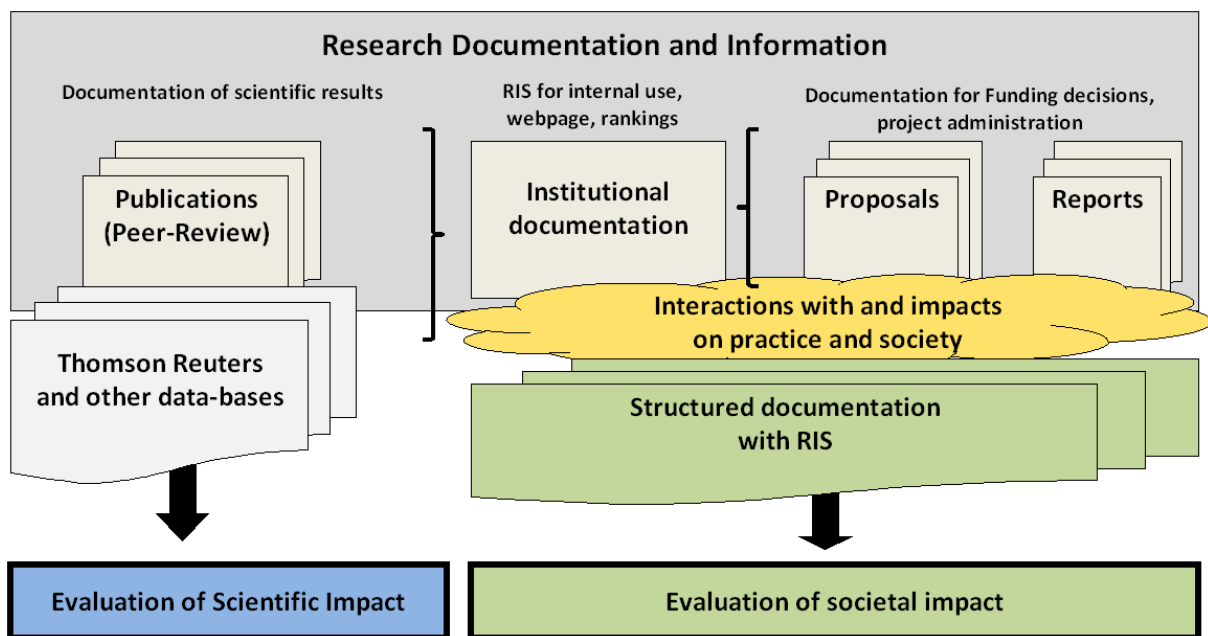 Research Documentation and Information
Documentation of scientific results
RIS for internal use,
webpage, rankings
Documentation for Funding decisions,
project administration
Publications
(Peer-Review)
Institutional
documentation
Proposals
Reports
Interactions with and impacts
on practice and society
Thomson Reuters
and other data-bases
Structured documentation
with RIS
Evaluation of Scientific Impact
Evaluation of societal impact